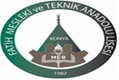 FATİH MESLEKİ ve TEKNİK ANADOLU LİSESİ
KONYA
MEB
1982